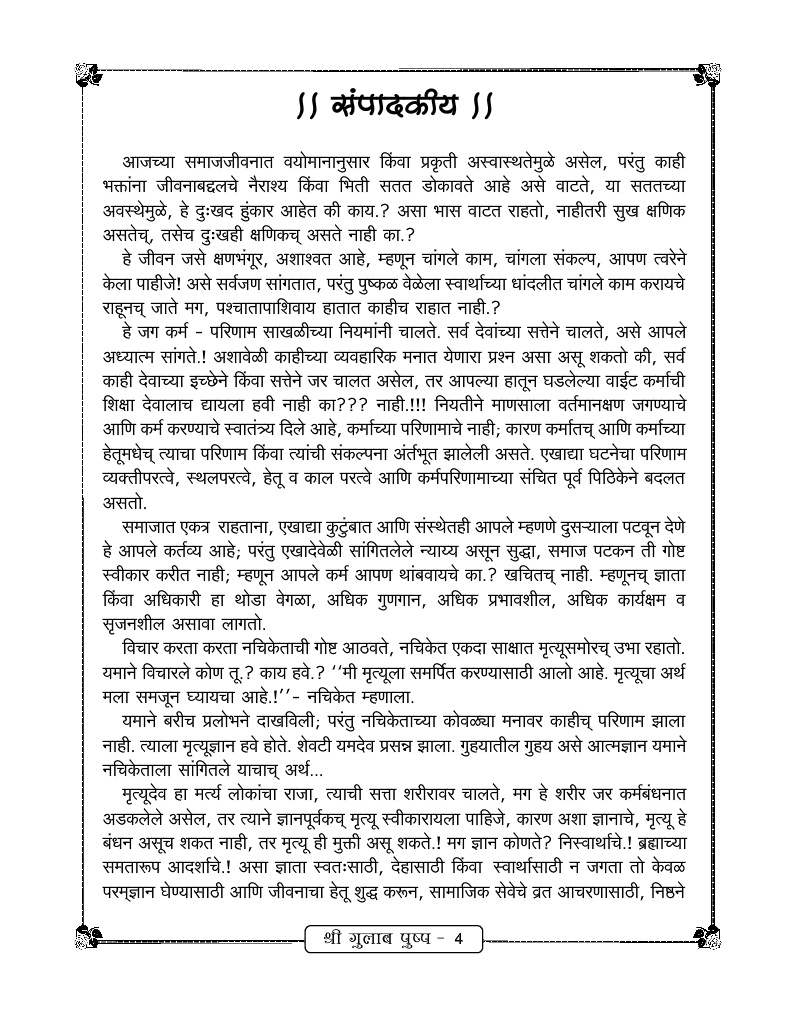 ।। संपादकीय ।।
आजच्या समाजजीवनात वयोमानानुसार किंवा प्रकृती अस्वास्थतेमुळे असेल, परंतु काही
भक्तांना जीवनाबद्दलचे नैराश्य किंवा भिती सतत डोकावते आहे असे वाटते, या सततच्या
अवस्थेमुळे, हे दुःखद हुंकार आहेत की काय.? असा भास वाटत राहतो, नाहीतरी सुख क्षणिक
असतेच्, तसेच दुःखही क्षणिकच् असते नाही का.?
हे जीवन जसे क्षणभंगूर, अशाश्वत आहे, म्हणून चांगले काम, चांगला संकल्प, आपण त्वरेने
केला पाहीजे! असे सर्वजण सांगतात, परंतु पुष्कळ वेळेला स्वार्थाच्या धांदलीत चांगले काम करायचे
राहूनच् जाते मग, पश्चातापाशिवाय हातात काहीच राहात नाही.?
हे जग कर्म - परिणाम साखळीच्या नियमांनी चालते. सर्व देवांच्या सत्तेने चालते, असे आपले
अध्यात्म सांगते.! अशावेळी काहीच्या व्यवहारिक मनात येणारा प्रश्न असा असू शकतो की, सर्व
काही देवाच्या इच्छेने किंवा सत्तेने जर चालत असेल, तर आपल्या हातून घडलेल्या वाईट कर्माची
शिक्षा देवालाच द्यायला हवी नाही का??? नाही.!!! नियतीने माणसाला वर्तमानक्षण जगण्याचे
आणि कर्म करण्याचे स्वातंत्र्य दिले आहे, कर्माच्या परिणामाचे नाही; कारण कर्मातच् आणि कर्माच्या
हेतूमधेच् त्याचा परिणाम किंवा त्यांची संकल्पना अंर्तभूत झालेली असते. एखाद्या घटनेचा परिणाम
व्यक्तीपरत्वे, स्थलपरत्वे, हेतू व काल परत्वे आणि कर्मपरिणामाच्या संचित पूर्व पिठिकेने बदलत
असतो.
समाजात एकत्र राहताना, एखाद्या कुटुंबात आणि संस्थेतही आपले म्हणणे दुसऱ्याला पटवून देणे
हे आपले कर्तव्य आहे; परंतु एखादेवेळी सांगितलेले न्याय्य असून सुद्धा, समाज पटकन ती गोष्ट
स्वीकार करीत नाही; म्हणून आपले कर्म आपण थांबवायचे का.? खचितच् नाही. म्हणूनच् ज्ञाता
किंवा अधिकारी हा थोडा वेगळा, अधिक गुणगान, अधिक प्रभावशील, अधिक कार्यक्षम व
सृजनशील असावा लागतो.
विचार करता करता नचिकेताची गोष्ट आठवते, नचिकेत एकदा साक्षात मृत्यूसमोरच् उभा रहातो.
यमाने विचारले कोण तू.? काय हवे.? ‘‘मी मृत्यूला समर्पित करण्यासाठी आलो आहे. मृत्यूचा अर्थ
मला समजून घ्यायचा आहे.!’’- नचिकेत म्हणाला.
यमाने बरीच प्रलोभने दाखविली; परंतु नचिकेताच्या कोवळ्या मनावर काहीच् परिणाम झाला
नाही. त्याला मृत्यूज्ञान हवे होते. शेवटी यमदेव प्रसन्न झाला. गुहयातील गुहय असे आत्मज्ञान यमाने
नचिकेताला सांगितले याचाच् अर्थ...
मृत्यूदेव हा मर्त्य लोकांचा राजा, त्याची सत्ता शरीरावर चालते, मग हे शरीर जर कर्मबंधनात
अडकलेले असेल, तर त्याने ज्ञानपूर्वकच् मृत्यू स्वीकारायला पाहिजे, कारण अशा ज्ञानाचे, मृत्यू हे
बंधन असूच शकत नाही, तर मृत्यू ही मुक्ती असू शकते.! मग ज्ञान कोणते? निस्वार्थाचे.! ब्रह्माच्या
समतारूप आदर्शाचे.! असा ज्ञाता स्वतःसाठी, देहासाठी किंवा स्वार्थासाठी न जगता तो केवळ
परम्ज्ञान घेण्यासाठी आणि जीवनाचा हेतू शुद्ध करून, सामाजिक सेवेचे व्रत आचरणासाठी, निष्ठने
श्री गुलाब पुष्प - 4